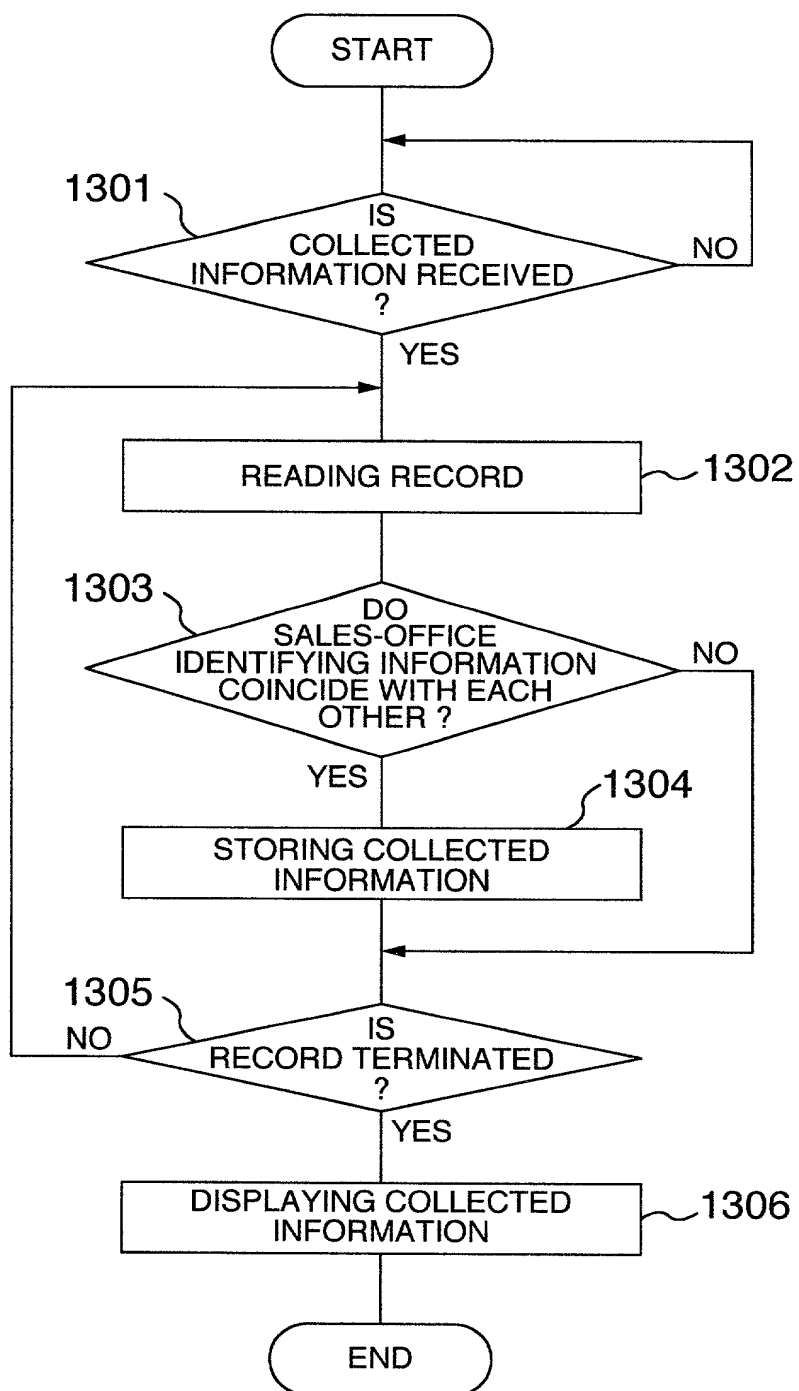 START
1301
IS
COLLECTED
INFORMATION RECEIVED
?
NO
YES
READING RECORD
1302
1303
DO
SALES-OFFICE
IDENTIFYING INFORMATION
COINCIDE WITH EACH
OTHER ?
NO
YES
1304
STORING COLLECTED
INFORMATION
1305
NO
IS
RECORD TERMINATED
?
YES
DISPLAYING COLLECTED
INFORMATION
1306
END